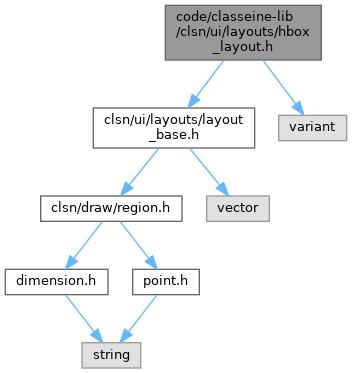 code/classeine-lib
/clsn/ui/layouts/hbox
_layout.h
clsn/ui/layouts/layout
_base.h
variant
clsn/draw/region.h
vector
dimension.h
point.h
string